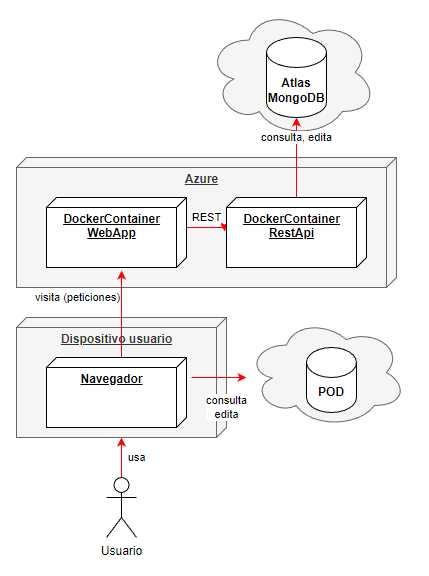 Atlas
MongoDB
consulta, edita
Azure
DockerContainer
WebApp
REST
DockerContainer
RestApi
visita (peticiones)
Dispositivo usuario
Navegador
consulta
edita
POD
usa
Usuario